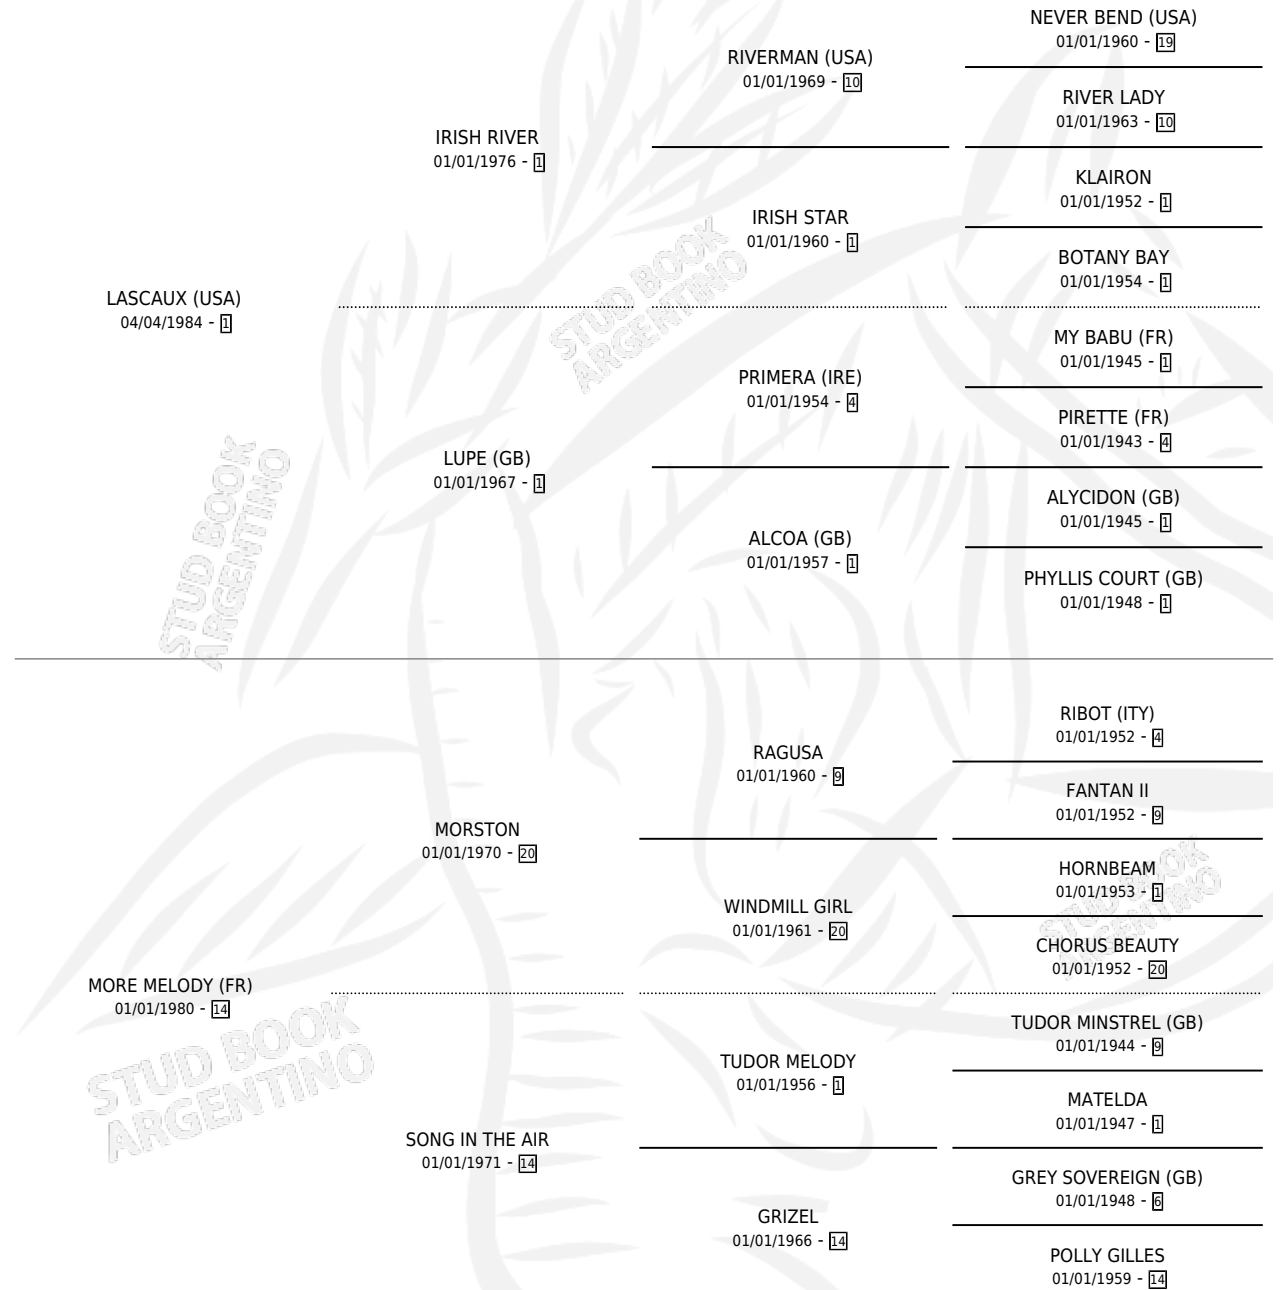 NEVER BEND (USA)
01/01/1960 - 19
RIVERMAN (USA)
01/01/1969 - 10
RIVER LADY
01/01/1963 - 10
IRISH RIVER
01/01/1976 - 1
KLAIRON
01/01/1952 - 1
IRISH STAR
01/01/1960 - 1
BOTANY BAY
01/01/1954 - 1
LASCAUX (USA)
04/04/1984 - 1
MY BABU (FR)
01/01/1945 - 1
PRIMERA (IRE)
01/01/1954 - 4
PIRETTE (FR)
01/01/1943 - 4
LUPE (GB)
01/01/1967 - 1
ALYCIDON (GB)
01/01/1945 - 1
ALCOA (GB)
01/01/1957 - 1
PHYLLIS COURT (GB)
01/01/1948 - 1
STUD BOOK
ARGENTINO
STUD BOOK
ARGENTINO
RIBOT (ITY)
01/01/1952 - 4
RAGUSA
01/01/1960 - 9
FANTAN II
01/01/1952 - 9
MORSTON
01/01/1970 - 20
HORNBEAM
01/01/1953 - 1
WINDMILL GIRL
01/01/1961 - 20
CHORUS BEAUTY
01/01/1952 - 20
MORE MELODY (FR)
01/01/1980 - 14
TUDOR MINSTREL (GB)
01/01/1944 - 9
TUDOR MELODY
01/01/1956 - 1
MATELDA
01/01/1947 - 1
SONG IN THE AIR
01/01/1971 - 14
GREY SOVEREIGN (GB)
01/01/1948 - 6
GRIZEL
01/01/1966 - 14
POLLY GILLES
01/01/1959 - 14
STUD BOOK
ARGENTINO
STUD BOOK
ARGENTINO